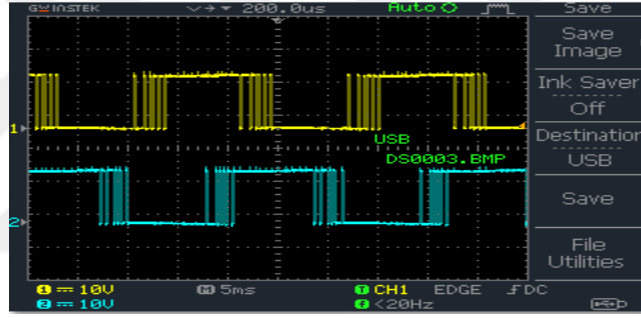 GW INSTEK 200.0us Auto
Save
Save
Image
Ink Saver
Off
Destination
USB
Save
File
Utilities
1
USB
DS0003.BMP
2
1 10V M 5ms T CH1 EDGE DC
2 10V f <20Hz